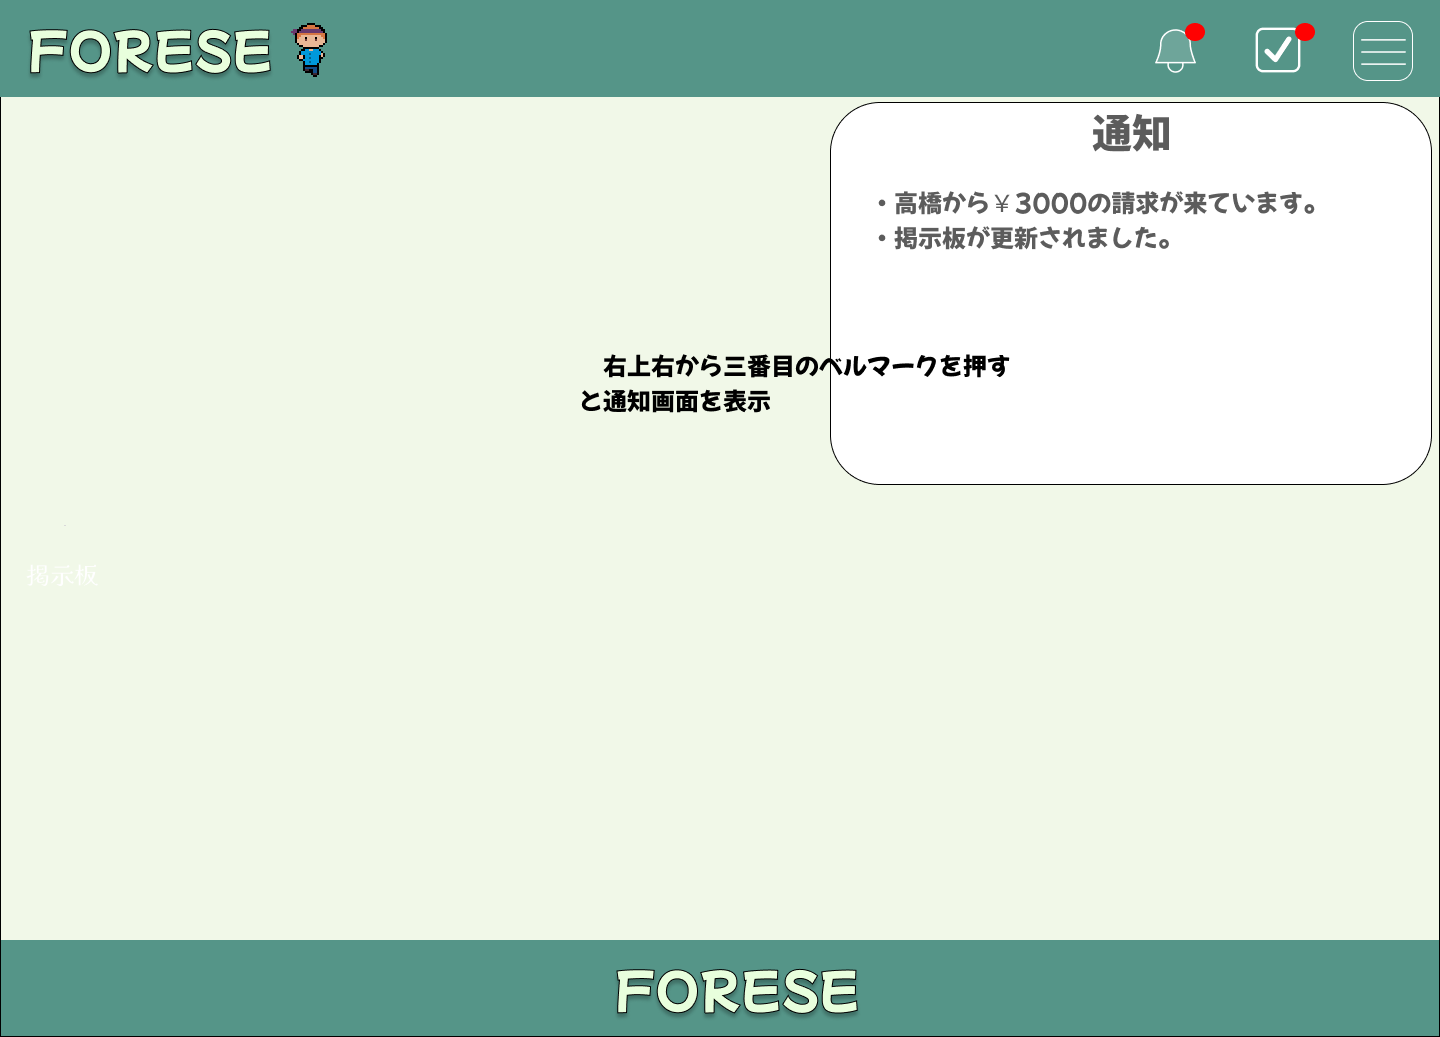 FORESE
通知
・高橋から￥3000の請求が来ています。
・掲示板が更新されました。
右上右から三番目のベルマークを押す
と通知画面を表示
掲示板
FORESE